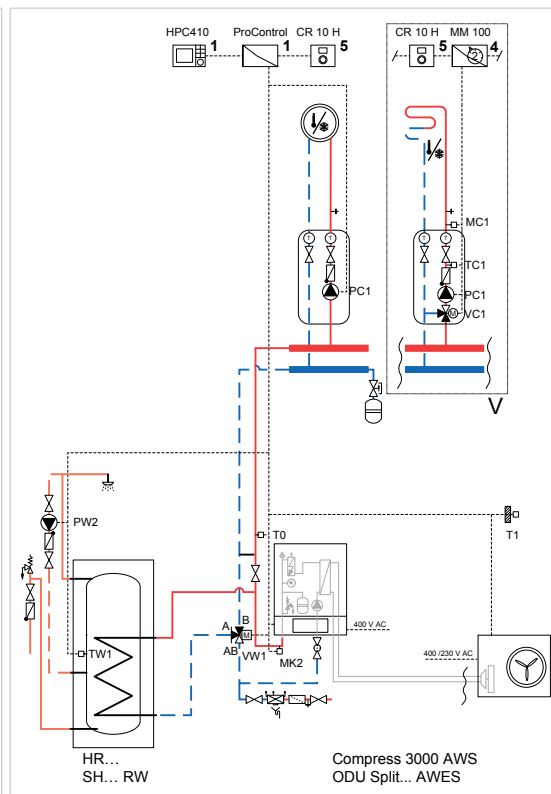 HPC410 ProControl CR 10 H CR 10 H MM 100
1 1 5 5 2 4
MC1
T T T T
TC1
PC1 PC1
M VC1
V
PW2
T0 T1
A B
M
400 V AC
400 /230 V AC
TW1 AB VW1 MK2
HR... Compress 3000 AWS
SH... RW ODU Split... AWES